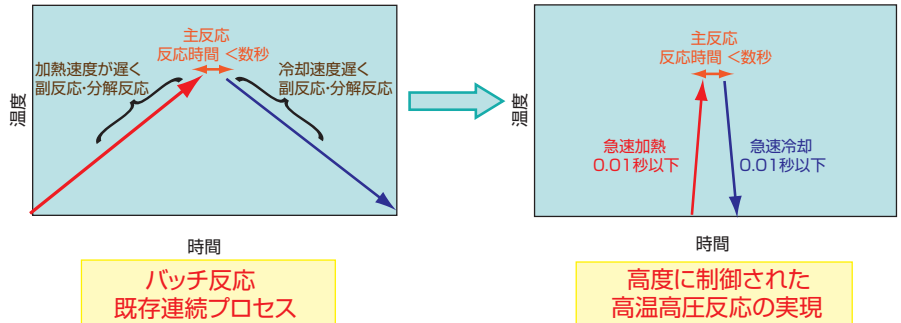 主反応
反応時間 <数秒
加熱速度が遅く
副反応・分解反応
冷却速度遅く
副反応・分解反応
温度
時間
バッチ反応
既存連続プロセス
主反応
反応時間 <数秒
温度
急速加熱
0.01秒以下
急速冷却
0.01秒以下
時間
高度に制御された
高温高圧反応の実現